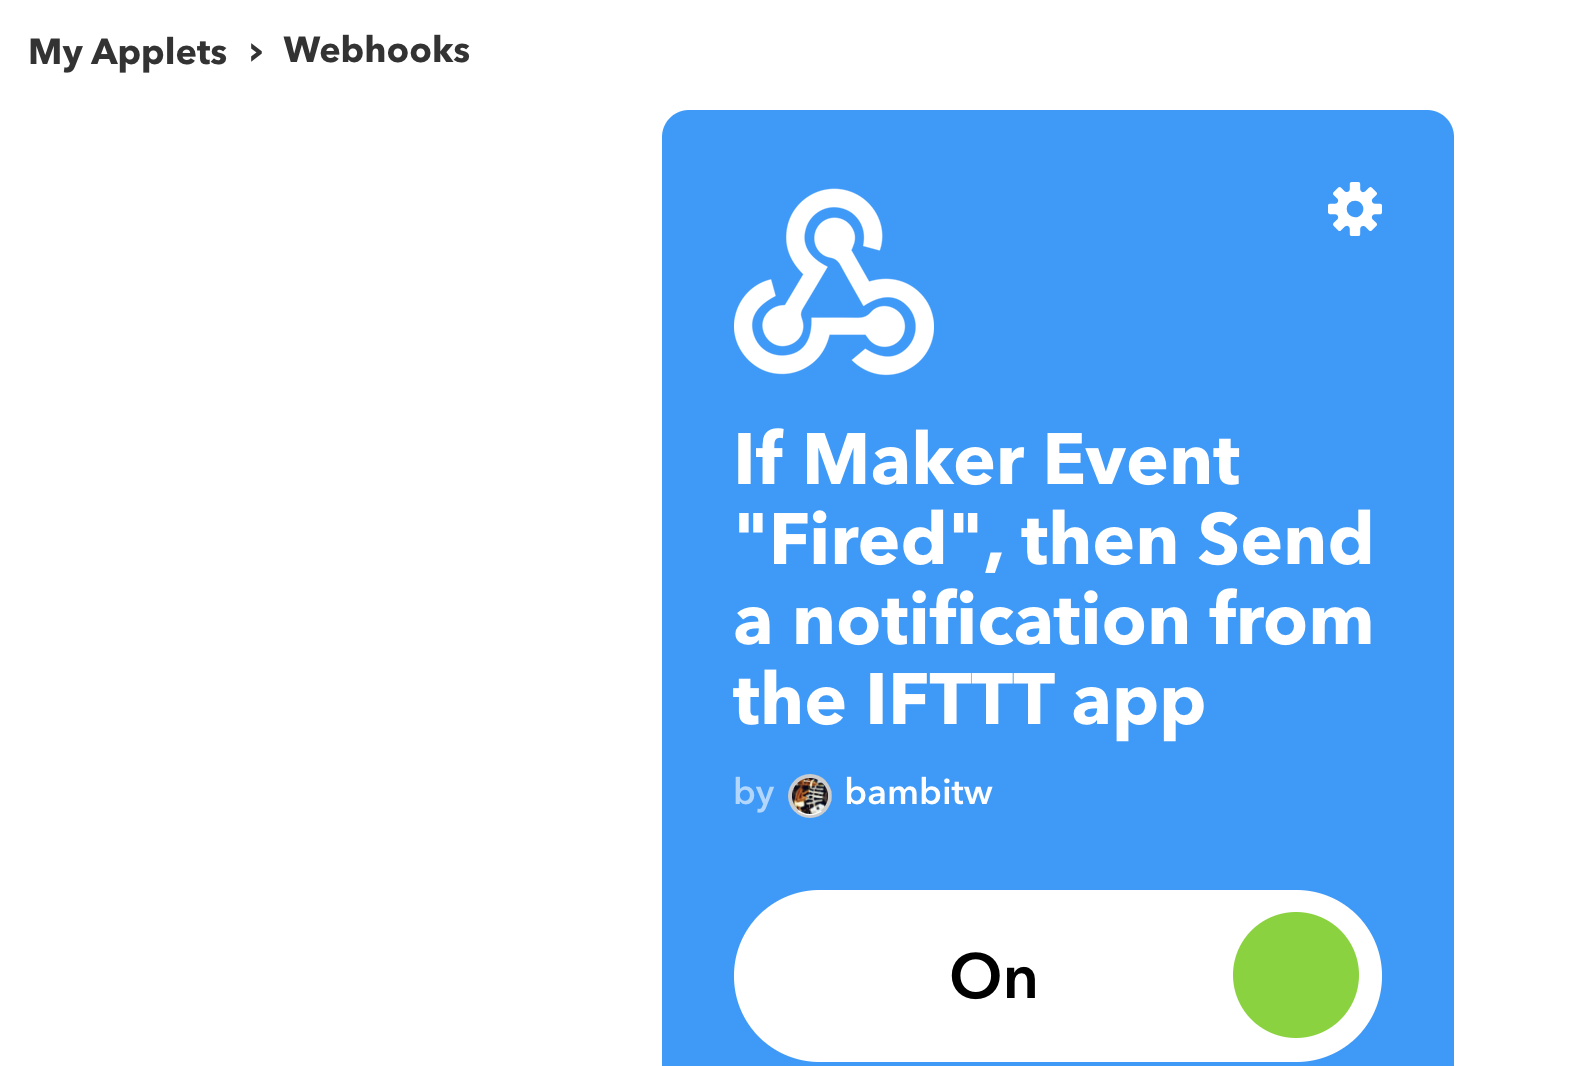 My Applets › Webhooks
If Maker Event
"Fired", then Send
a notification from
the IFTTT app
by bambitw
On